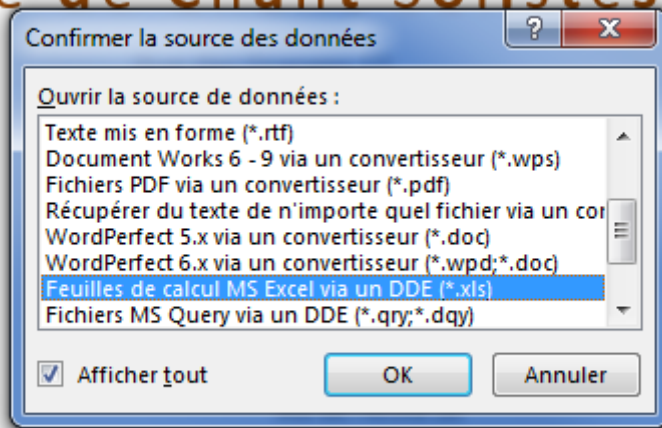 e de Chant Solistes
Confirmer la source des données
?
X
Ouvrir la source de données :
Texte mis en forme (*.rtf)
Document Works 6 - 9 via un convertisseur (*.wps)
Fichiers PDF via un convertisseur (*.pdf)
Récupérer du texte de n'importe quel fichier via un cor
WordPerfect 5.x via un convertisseur (*.doc)
WordPerfect 6.x via un convertisseur (*.wpd;*.doc)
Feuilles de calcul MS Excel via un DDE (*.xls)
Fichiers MS Query via un DDE (*.qry;*.dqy)
Afficher tout
OK
Annuler